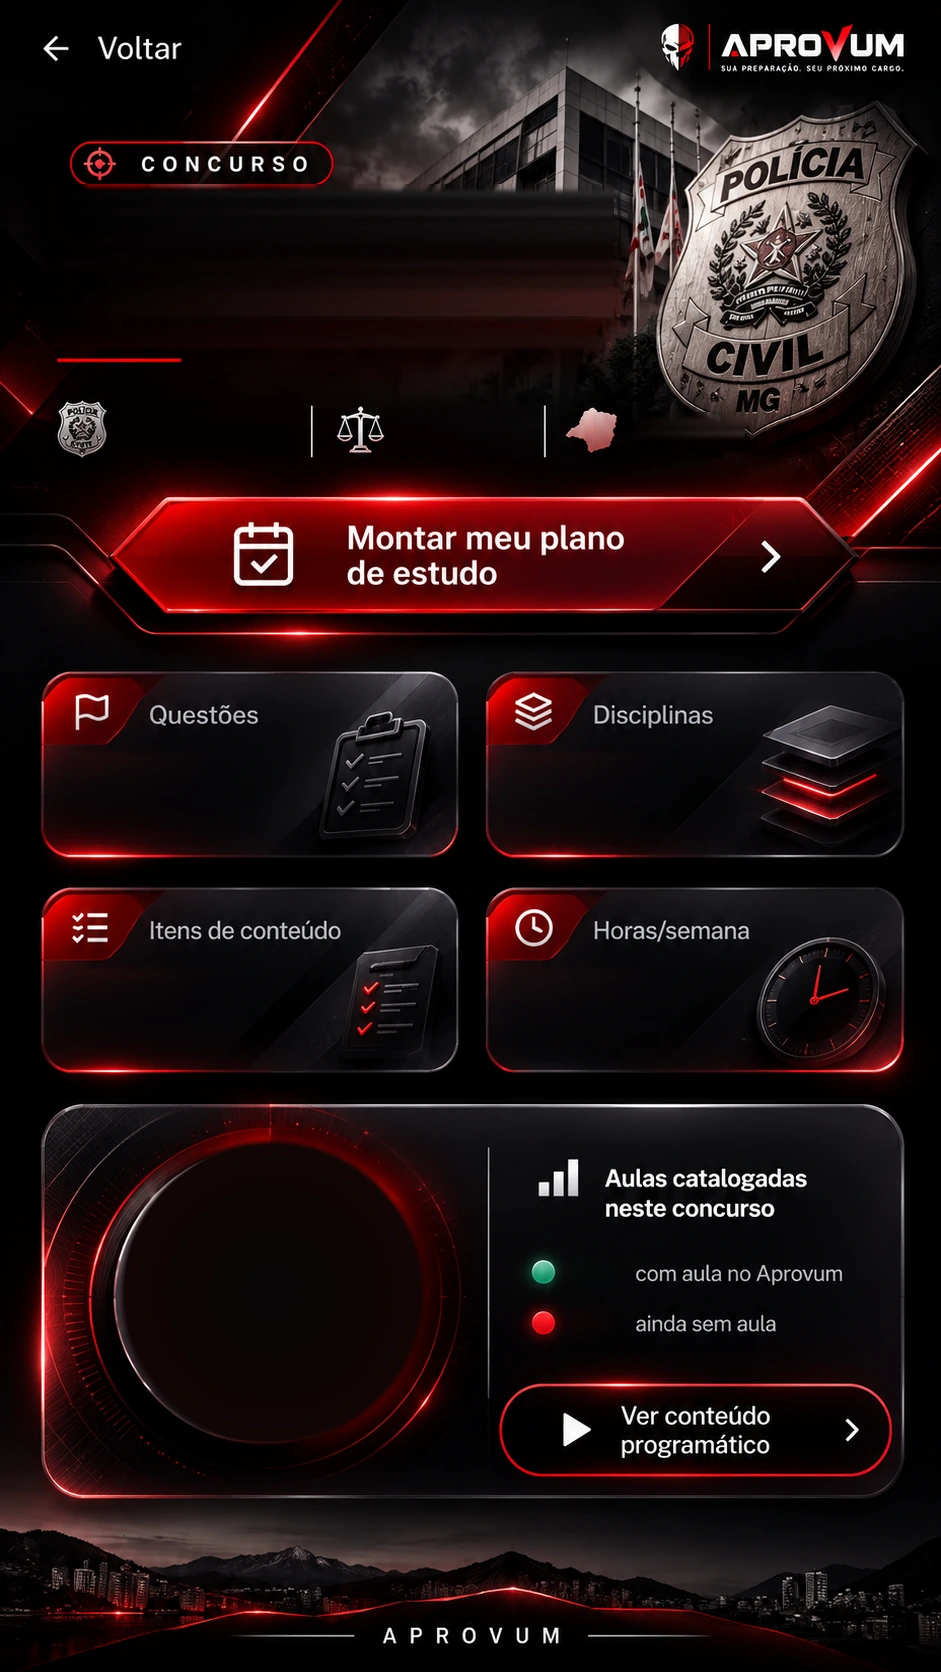 Voltar
APROVUM
SUA PREPARAÇÃO. SEU PRÓXIMO CARGO.
CONCURSO
POLÍCIA
CIVIL
MG
POLÍCIA
Montar meu plano
de estudo
Questões
Disciplinas
Itens de conteúdo
Horas/semana
Aulas catalogadas
neste concurso
com aula no Aprovum
ainda sem aula
Ver conteúdo
programático
APROVUM